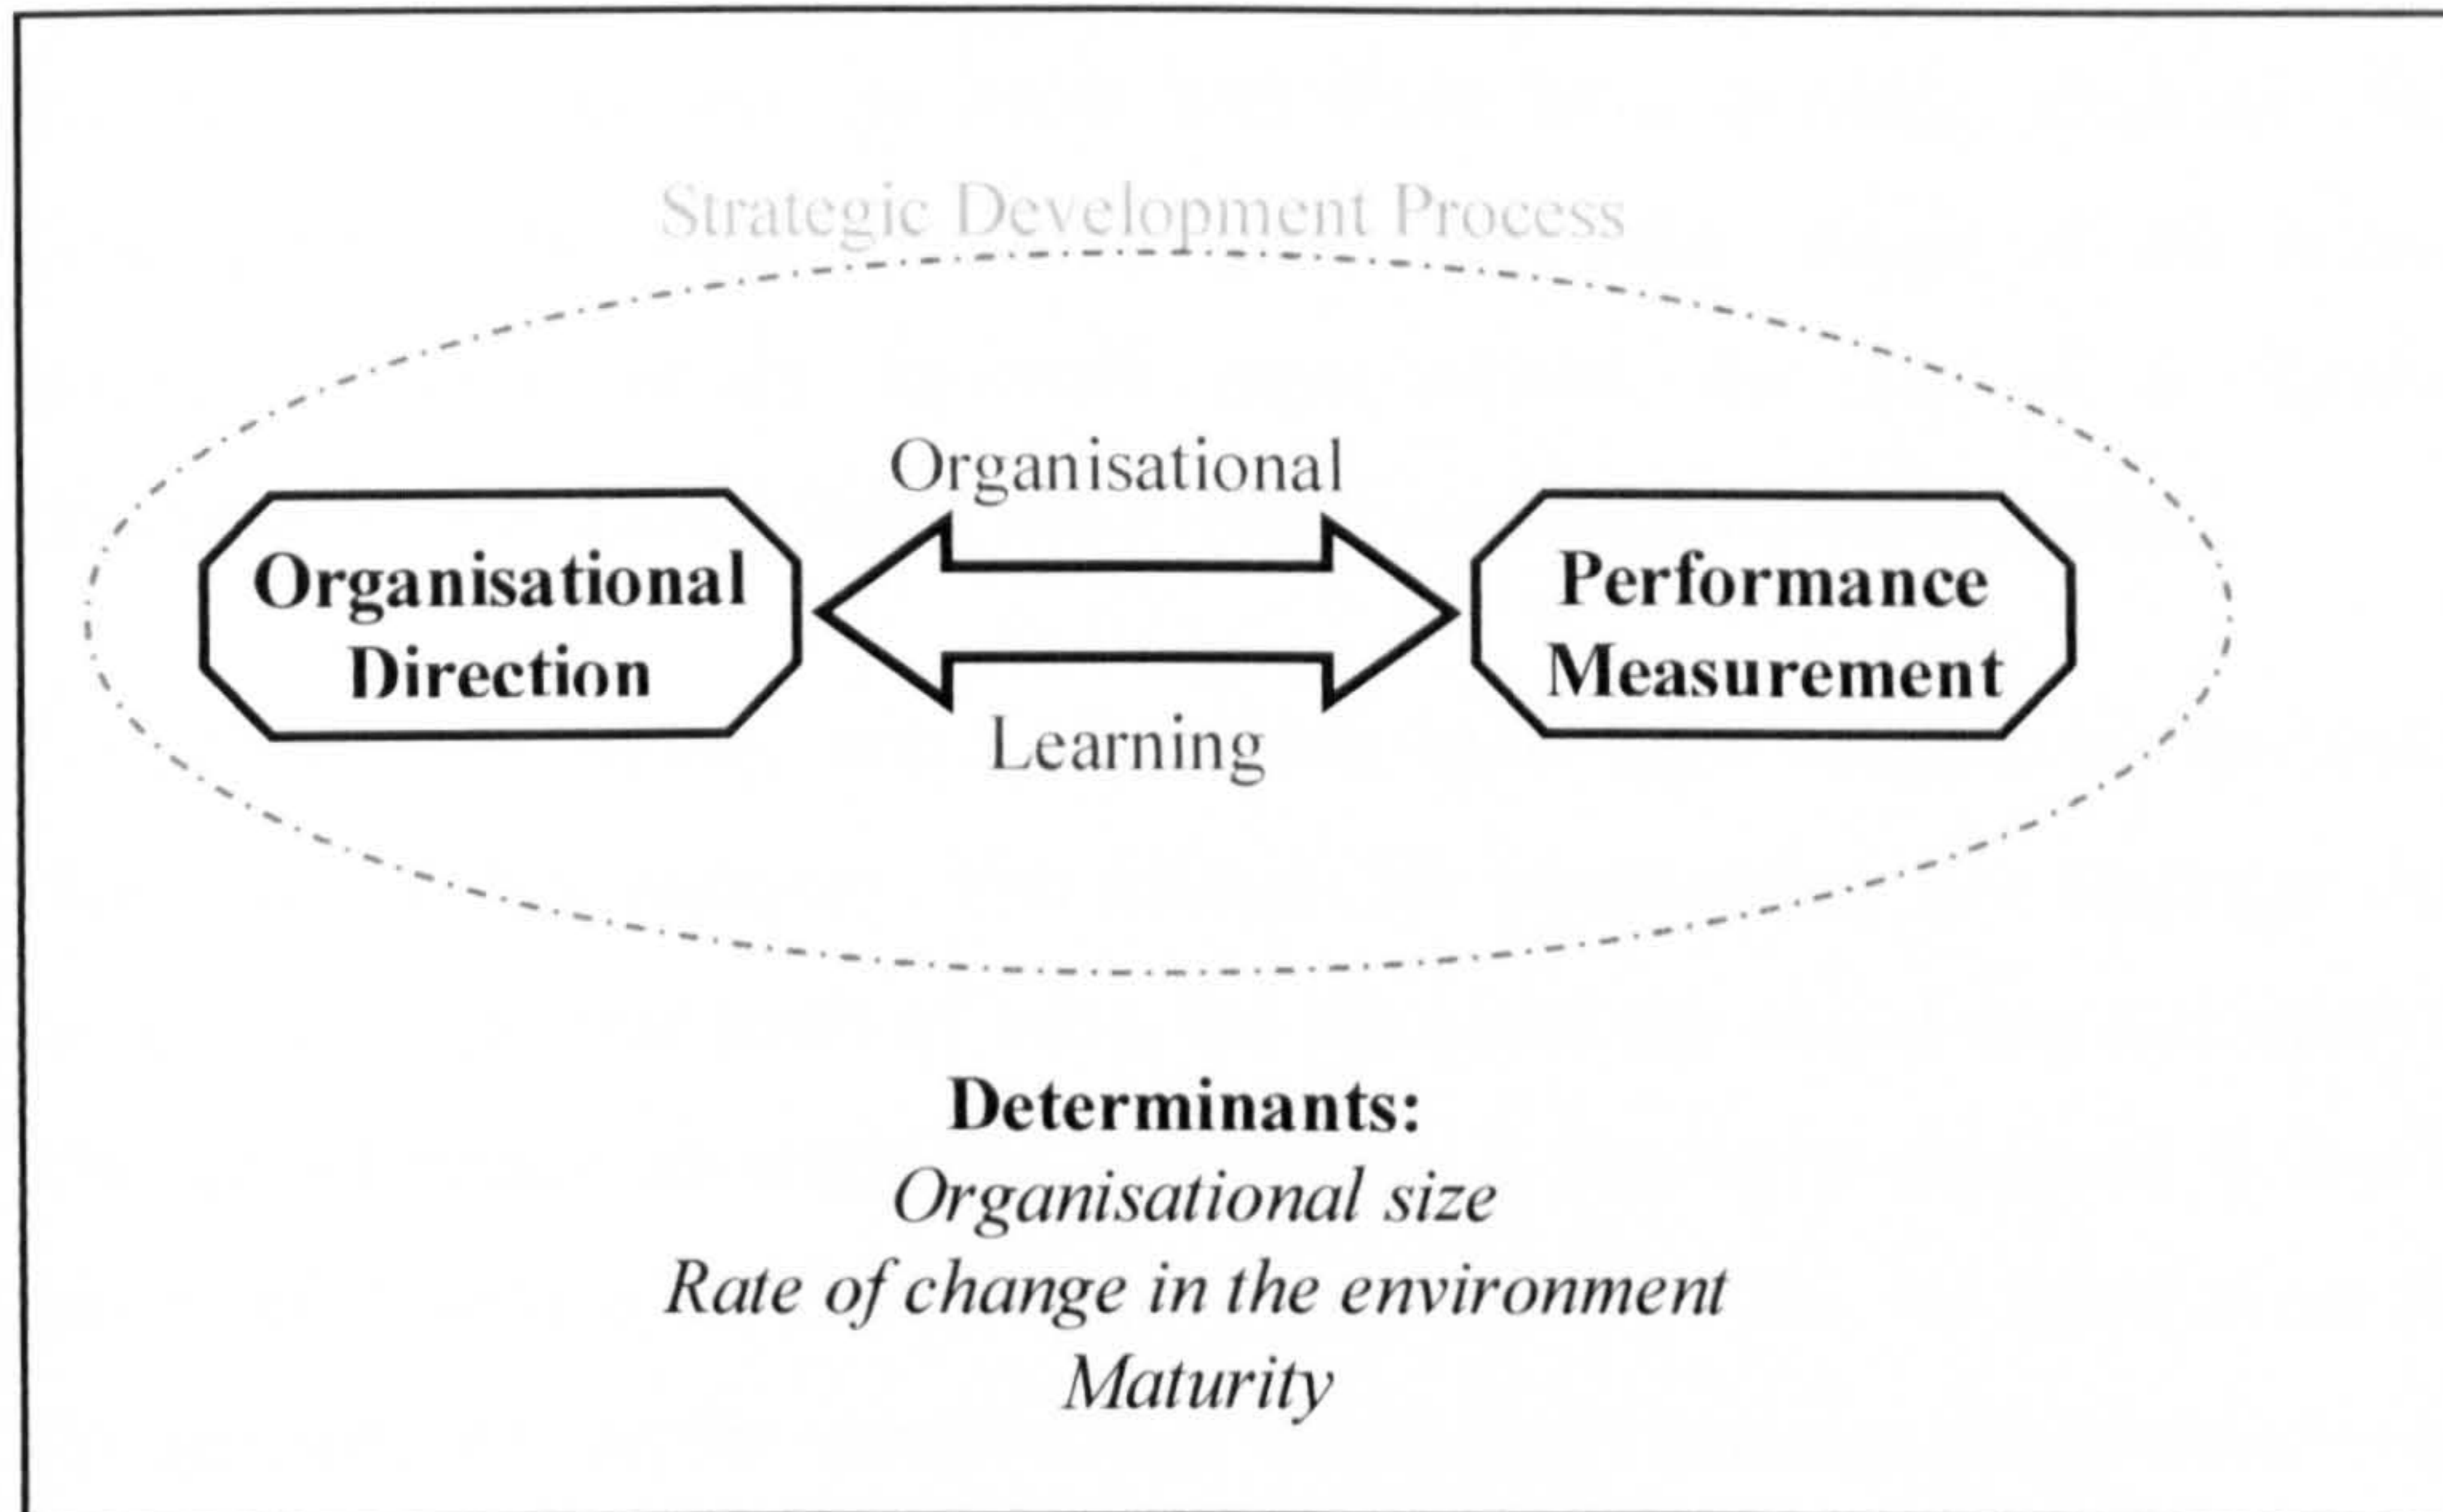 Strategic Development Process
Organisational
Organisational
Direction
Performance
Measurement
Learning
Determinants:
Organisational size
Rate of change in the environment
Maturity